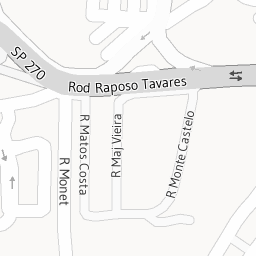 SP 270
Rod Raposo Tavares
R Matos Costa
R Maj Vieira
R Monte Castelo
R Monet